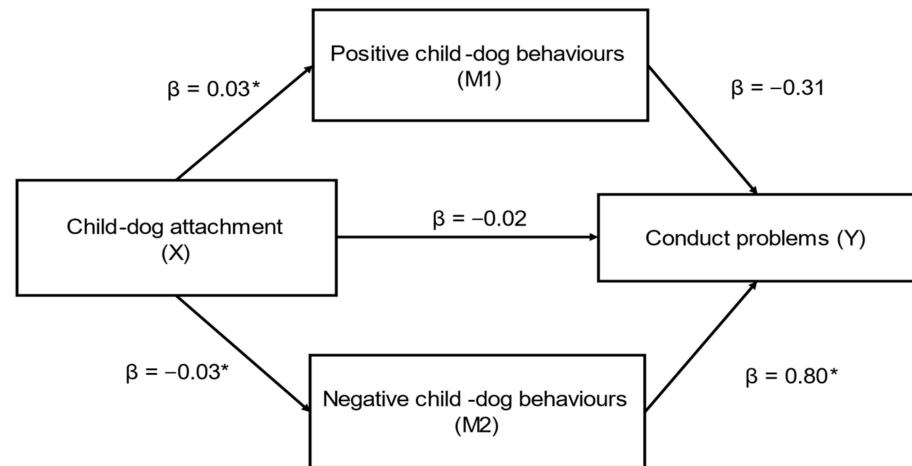 Positive child-dog behaviours
(M1)
β = 0.03*
β = −0.31
Child-dog attachment
(X)
β = −0.02
Conduct problems (Y)
β = −0.03*
β = 0.80*
Negative child-dog behaviours
(M2)